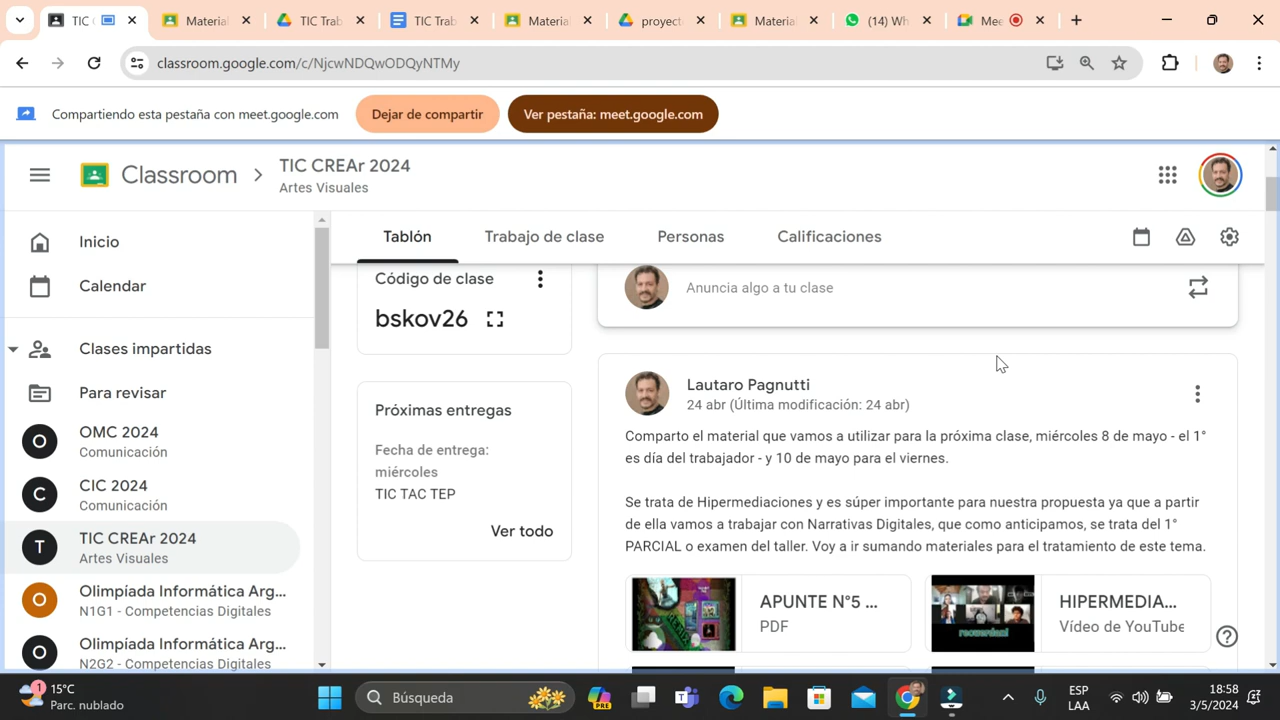 TIC C
Material
TIC Trab
TIC Trab
Material
proyect
Materia
(14) Wh
Mee
classroom.google.com/c/NjcwNDQwODQyNTMy
Compartiendo esta pestaña con meet.google.com
Dejar de compartir
Ver pestaña: meet.google.com
Classroom
TIC CREAr 2024
Artes Visuales
Inicio
Calendar
Clases impartidas
Para revisar
O
OMC 2024
Comunicación
C
CIC 2024
Comunicación
T
TIC CREAr 2024
Artes Visuales
O
Olimpíada Informática Arg...
N1G1 - Competencias Digitales
O
Olimpíada Informática Arg...
N2G2 - Competencias Digitales
Tablón
Trabajo de clase
Personas
Calificaciones
Código de clase
bskov26
Próximas entregas
Fecha de entrega:
miércoles
TIC TAC TEP
Ver todo
Anuncia algo a tu clase
Lautaro Pagnutti
24 abr (Última modificación: 24 abr)
Comparto el material que vamos a utilizar para la próxima clase, miércoles 8 de mayo - el 1°
es día del trabajador - y 10 de mayo para el viernes.
Se trata de Hipermediaciones y es súper importante para nuestra propuesta ya que a partir
de ella vamos a trabajar con Narrativas Digitales, que como anticipamos, se trata del 1°
PARCIAL o examen del taller. Voy a ir sumando materiales para el tratamiento de este tema.
APUNTE N°5 ...
PDF
recuerdan!
HIPERMEDIA...
Vídeo de YouTube
1
15°C
Parc. nublado
Búsqueda
PRE
ESP
LAA
18:58
3/5/2024